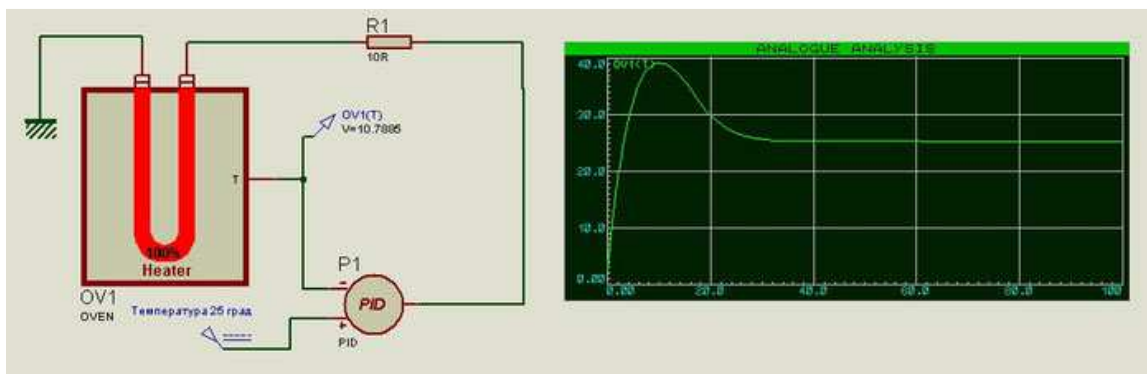 R1
10R
OV1(T)
V=10.7885
T
100%
Heater
OV1
OVEN
Температура 25 град
P1
-
PID
+
PID
ANALOGUE ANALYSIS
40.0
OV1(T)
30.0
20.0
10.0
0.00
0.00
20.0
40.0
60.0
80.0
100